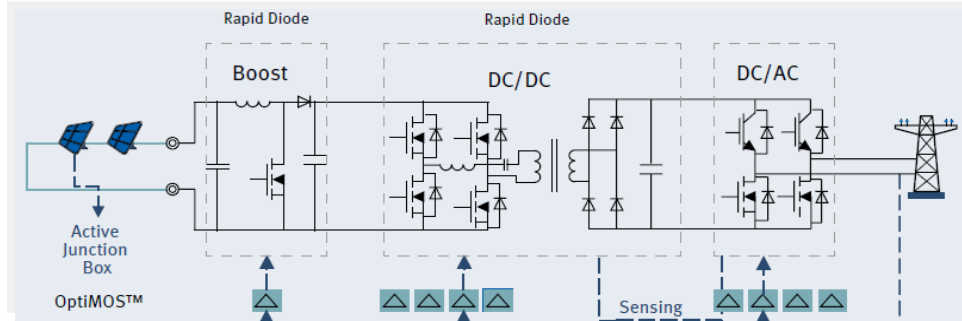 Rapid Diode
Rapid Diode
Boost
DC/DC
DC/AC
Active
Junction
Box
OptiMOS™
Sensing